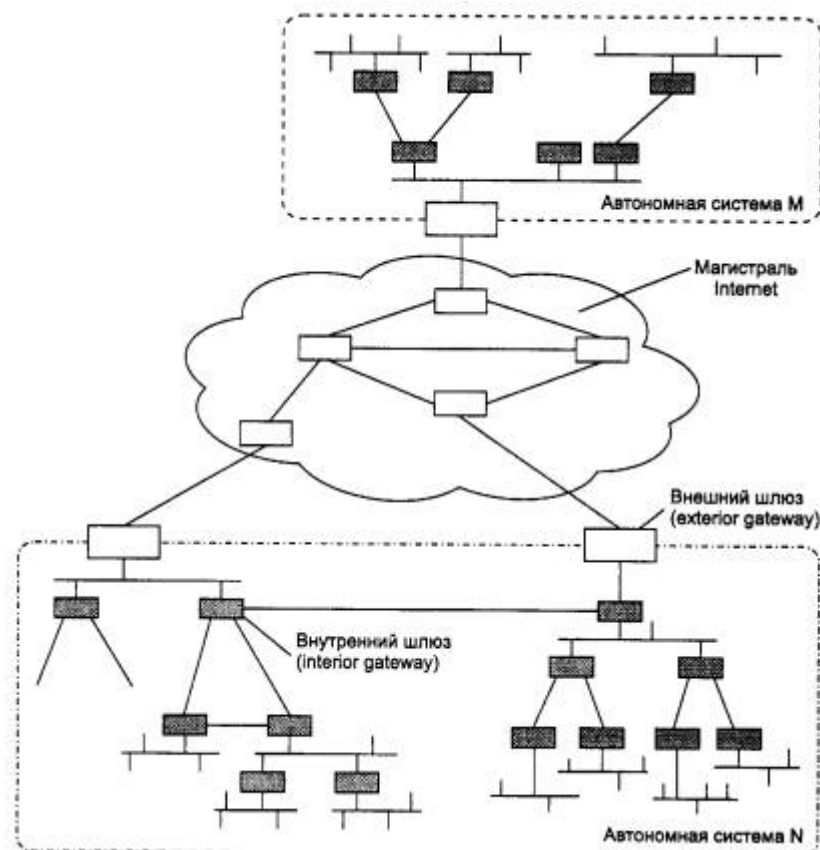 Автономная система М
Магистраль
Internet
Внешний шлюз
(exterior gateway)
Внутренний шлюз
(interior gateway)
Автономная система N